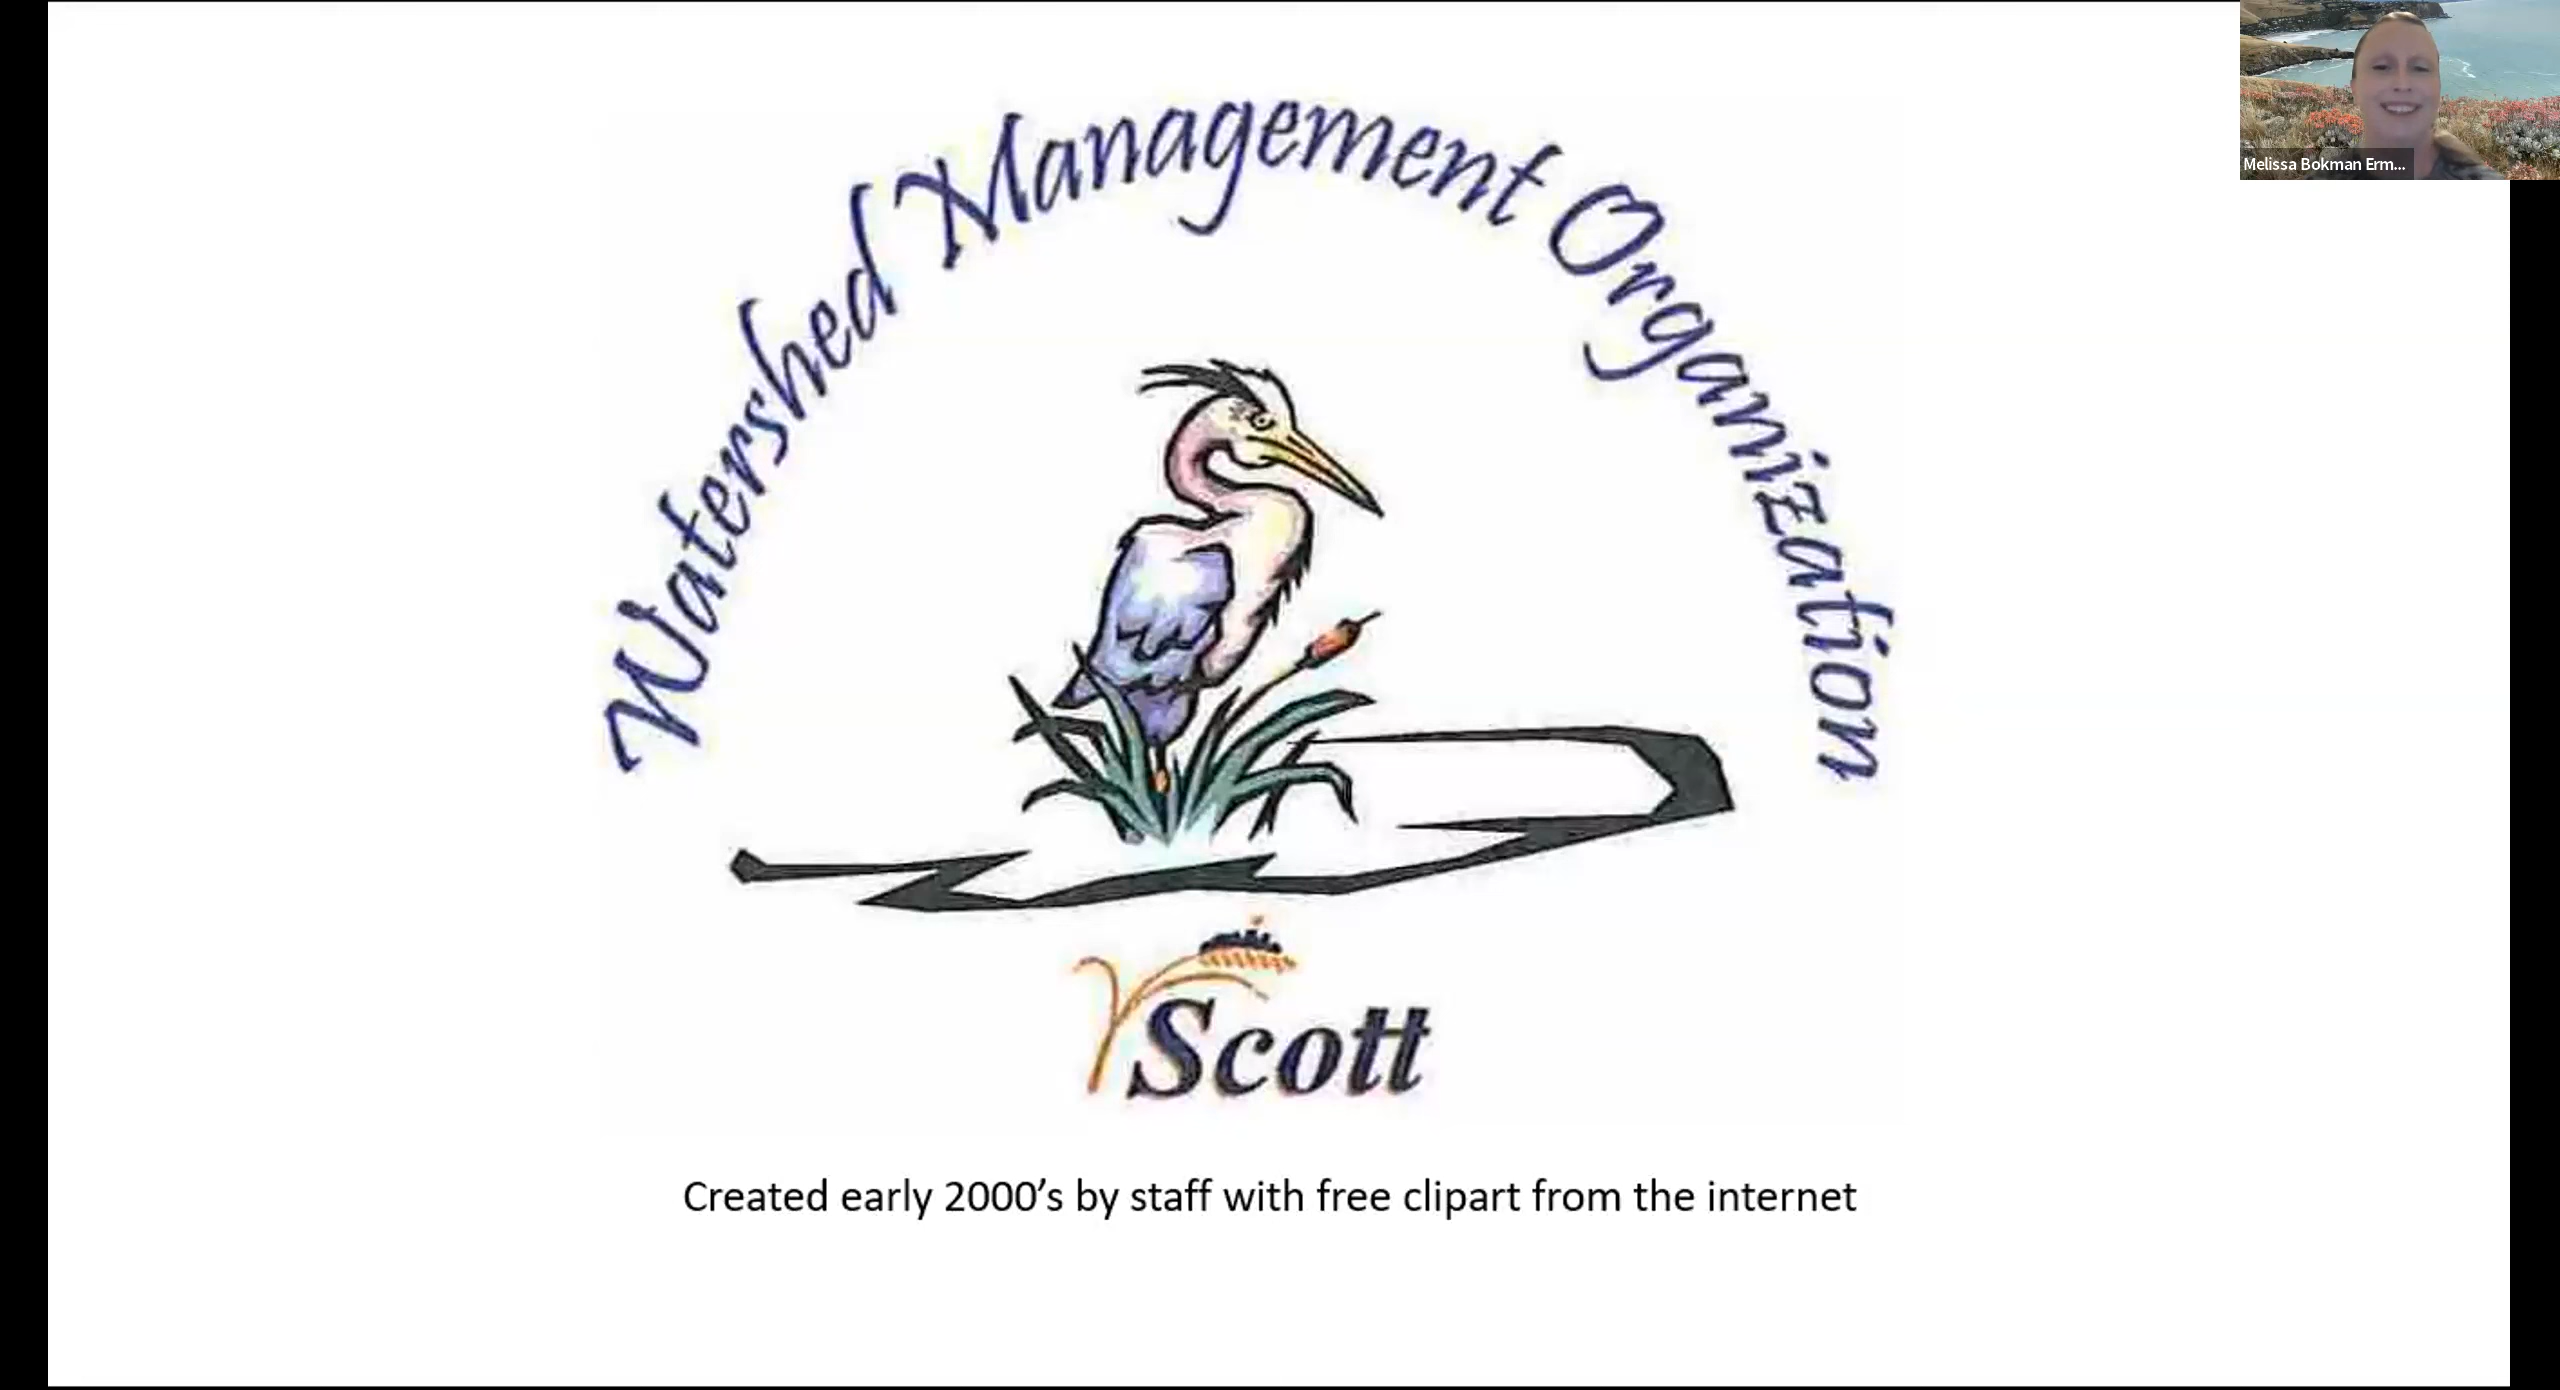 Watershed Management Organization
Melissa Bokman Erm...
Scott
Created early 2000's by staff with free clipart from the internet